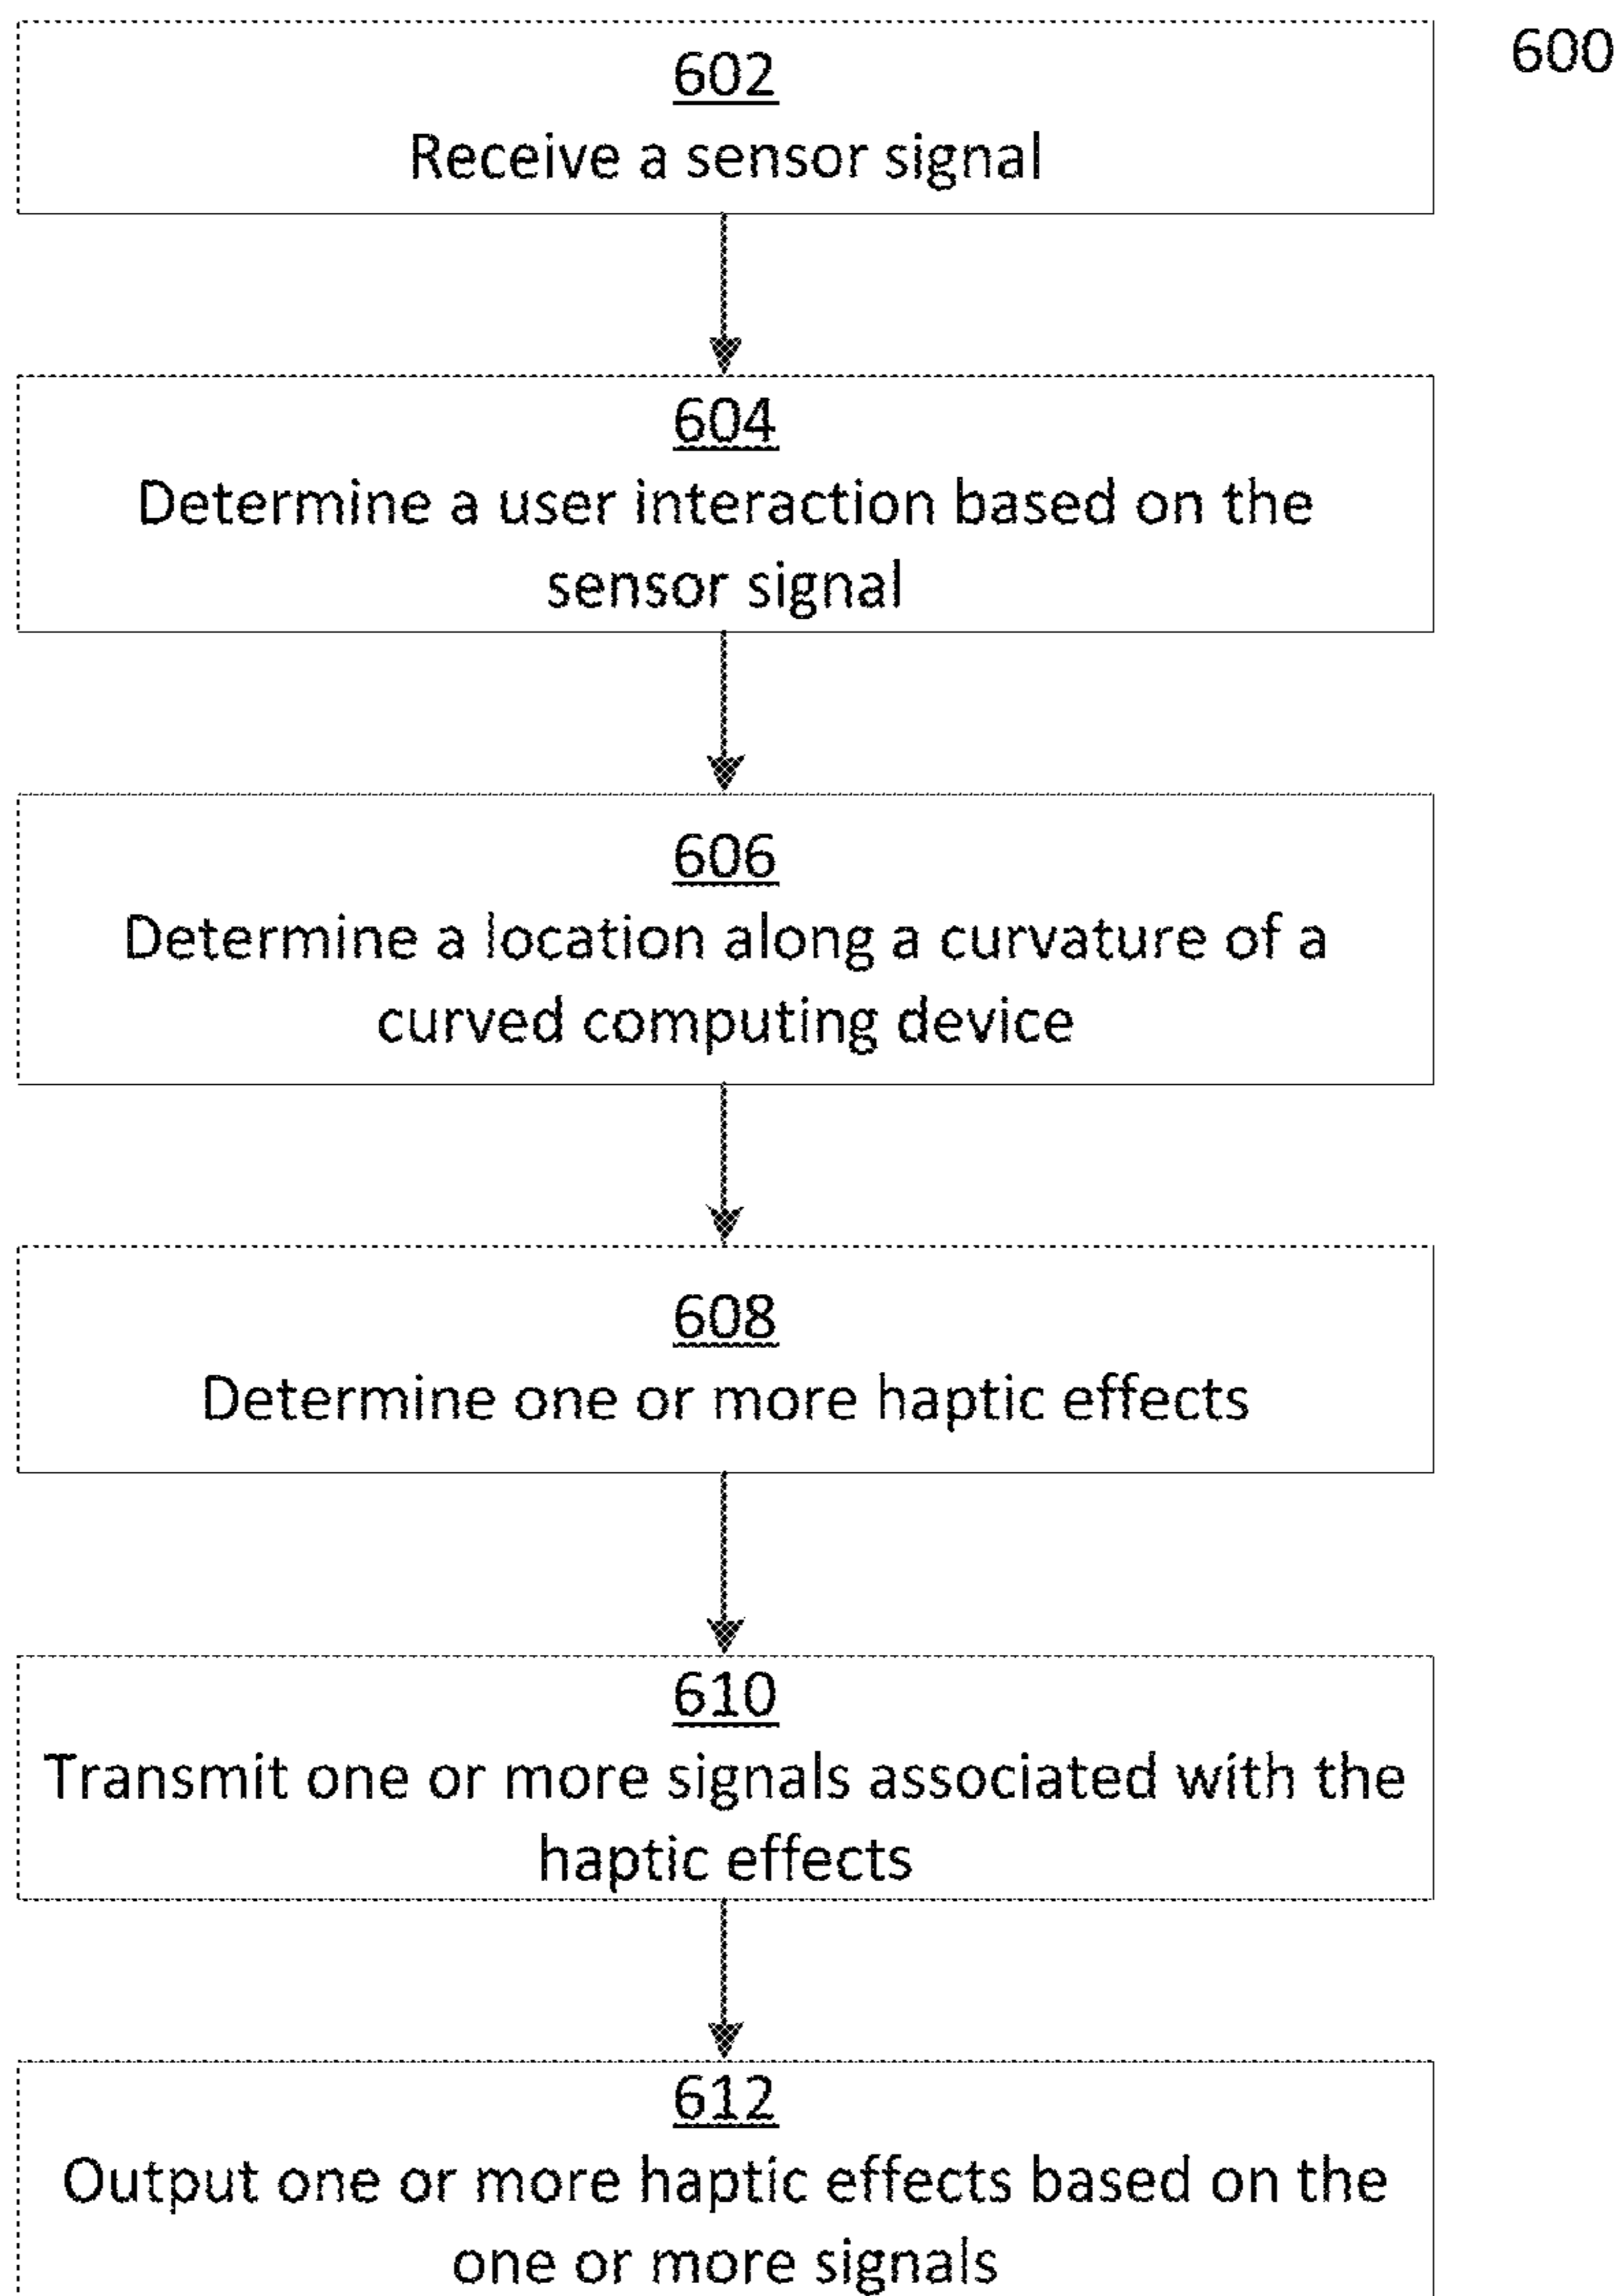 600
602
Receive a sensor signal
604
Determine a user interaction based on the
sensor signal
606
Determine a location along a curvature of a
curved computing device
608
Determine one or more haptic effects
610
Transmit one or more signals associated with the
haptic effects
612
Output one or more haptic effects based on the
one or more signals